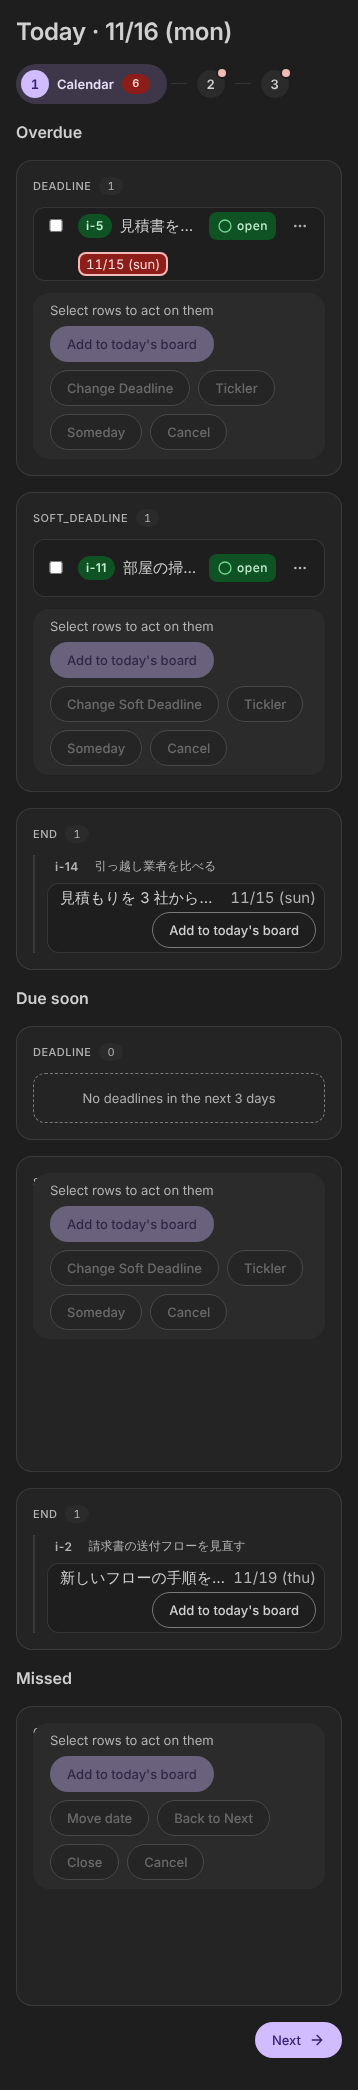 Today · 11/16 (mon)
1 Calendar 6 2 3
Overdue
DEADLINE 1
i-5 見積書を... open ...
11/15 (sun)
Select rows to act on them
Add to today's board
Change Deadline Tickler
Someday Cancel
SOFT_DEADLINE 1
i-11 部屋の掃... open ...
Select rows to act on them
Add to today's board
Change Soft Deadline Tickler
Someday Cancel
END 1
i-14 引っ越し業者を比べる
見積もりを 3 社から... 11/15 (sun)
Add to today's board
Due soon
DEADLINE 0
No deadlines in the next 3 days
Select rows to act on them
Add to today's board
Change Soft Deadline Tickler
Someday Cancel
END 1
i-2 請求書の送付フローを見直す
新しいフローの手順を... 11/19 (thu)
Add to today's board
Missed
Select rows to act on them
Add to today's board
Move date Back to Next
Close Cancel
Next →